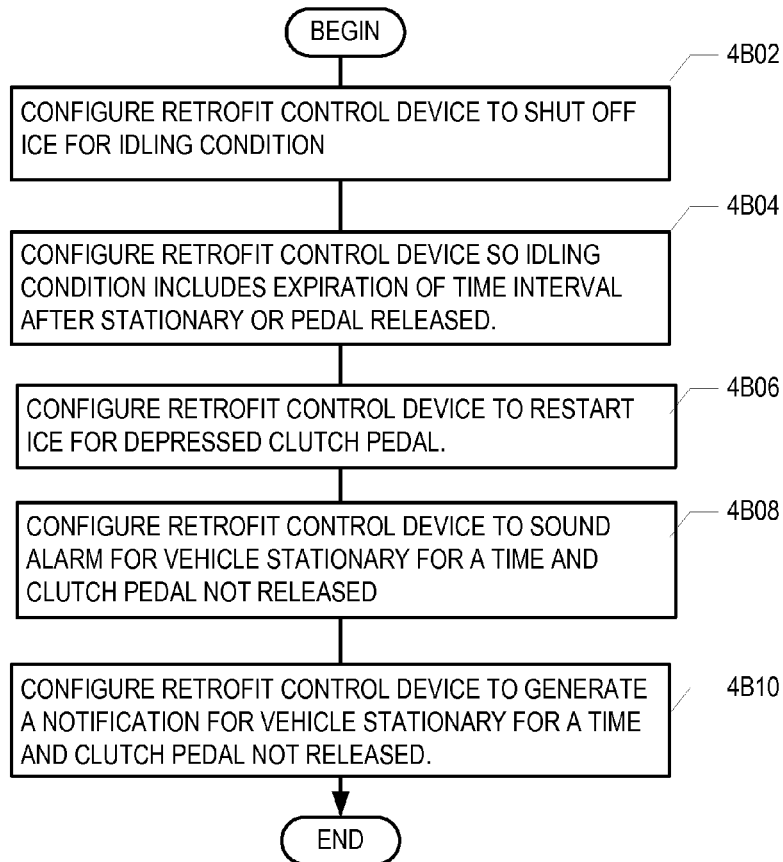 BEGIN
4B02
CONFIGURE RETROFIT CONTROL DEVICE TO SHUT OFF
ICE FOR IDLING CONDITION
4B04
CONFIGURE RETROFIT CONTROL DEVICE SO IDLING
CONDITION INCLUDES EXPIRATION OF TIME INTERVAL
AFTER STATIONARY OR PEDAL RELEASED.
4B06
CONFIGURE RETROFIT CONTROL DEVICE TO RESTART
ICE FOR DEPRESSED CLUTCH PEDAL.
4B08
CONFIGURE RETROFIT CONTROL DEVICE TO SOUND
ALARM FOR VEHICLE STATIONARY FOR A TIME AND
CLUTCH PEDAL NOT RELEASED
4B10
CONFIGURE RETROFIT CONTROL DEVICE TO GENERATE
A NOTIFICATION FOR VEHICLE STATIONARY FOR A TIME
AND CLUTCH PEDAL NOT RELEASED.
END